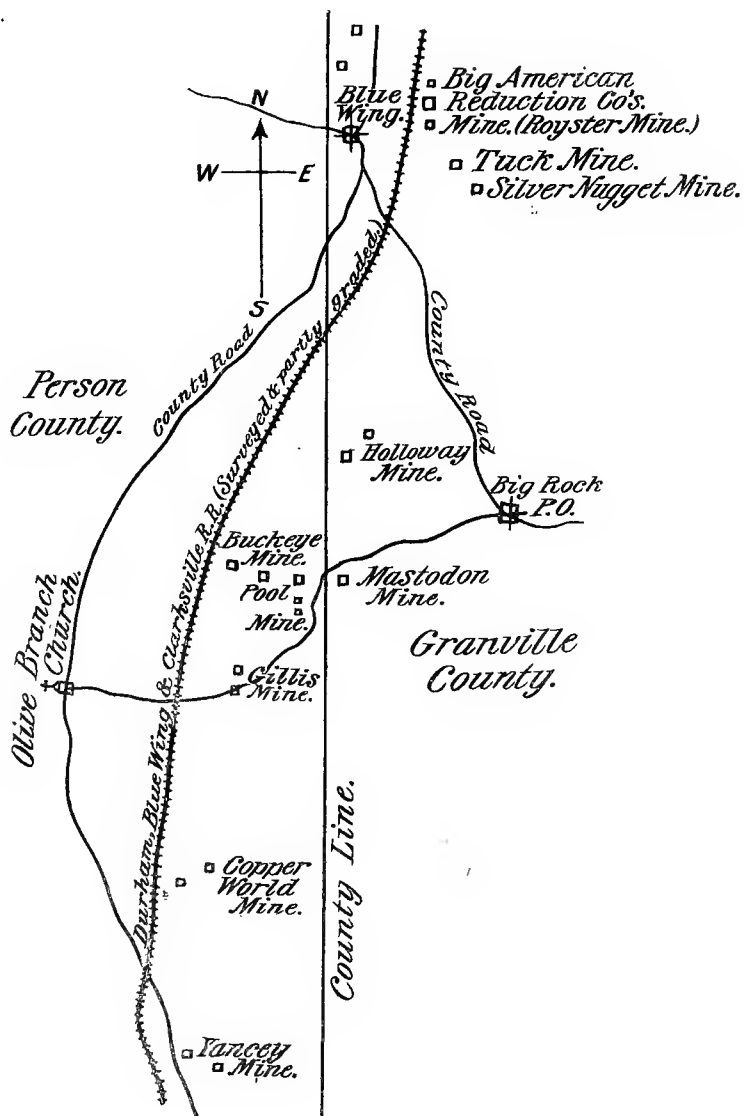 Big American
Reduction Co's.
Mine. (Royster Mine.)
Blue
Wing.
N
W E
S
Tuck Mine.
Silver Nugget Mine.
County Road
County Road
Person
County.
Durham, Blue Wing & Clarksville R.R. (Surveyed & partly graded.)
Holloway
Mine.
Big Rock
P.O.
Buckeye
Mine.
Pool
Mine.
Mastodon
Mine.
Granville
County.
Olive Branch
Church.
Gillis
Mine.
Copper
World
Mine.
County Line.
Yancey
Mine.